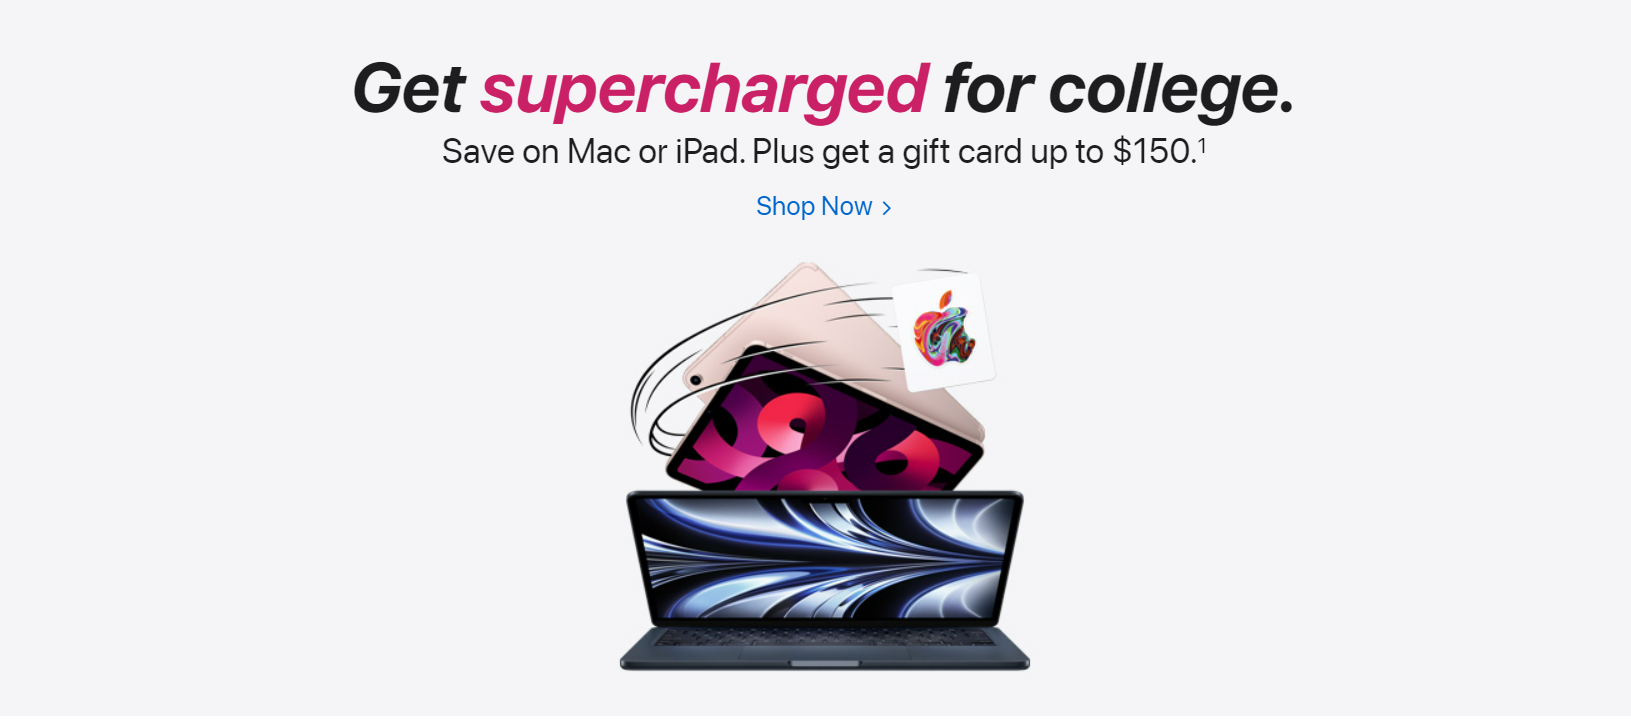 Get supercharged for college.
Save on Mac or iPad. Plus get a gift card up to $150.¹
Shop Now >